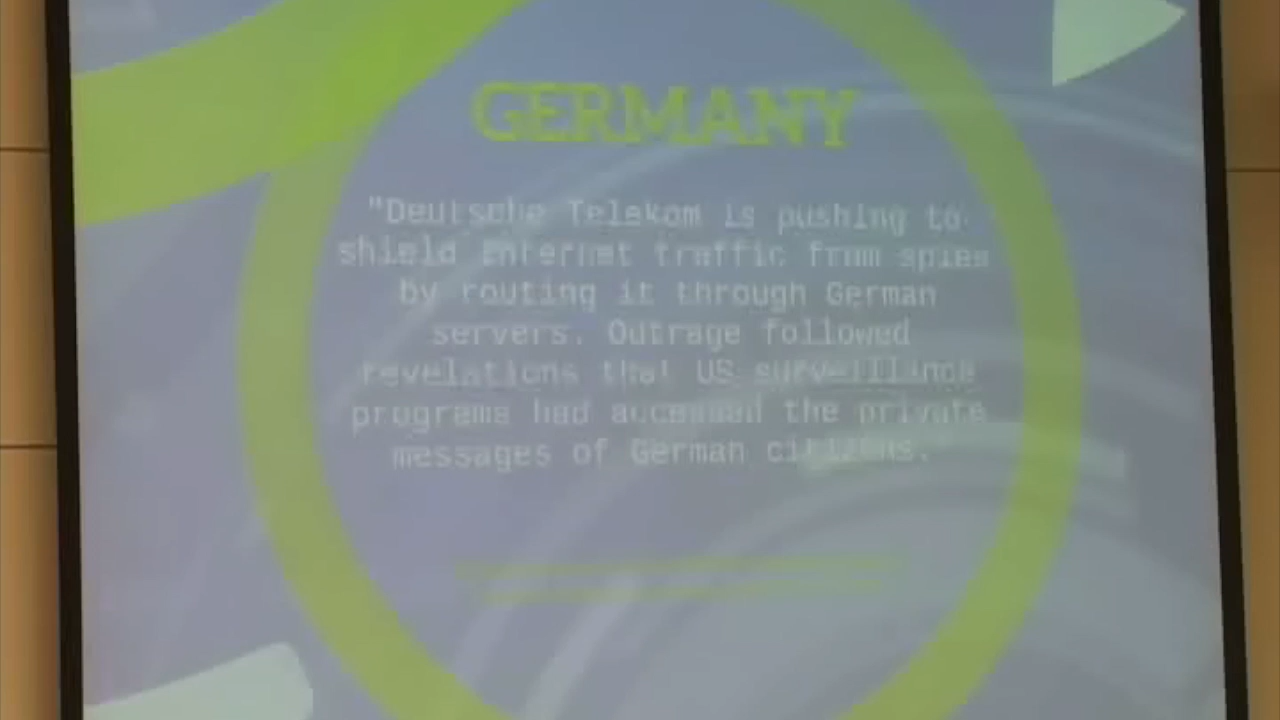 GERMANY
"Deutsche Telekom is pushing to
shield Internet traffic from spies
by routing it through German
servers. Outrage followed
revelations that US surveillance
programs had accessed the private
messages of German citizens."